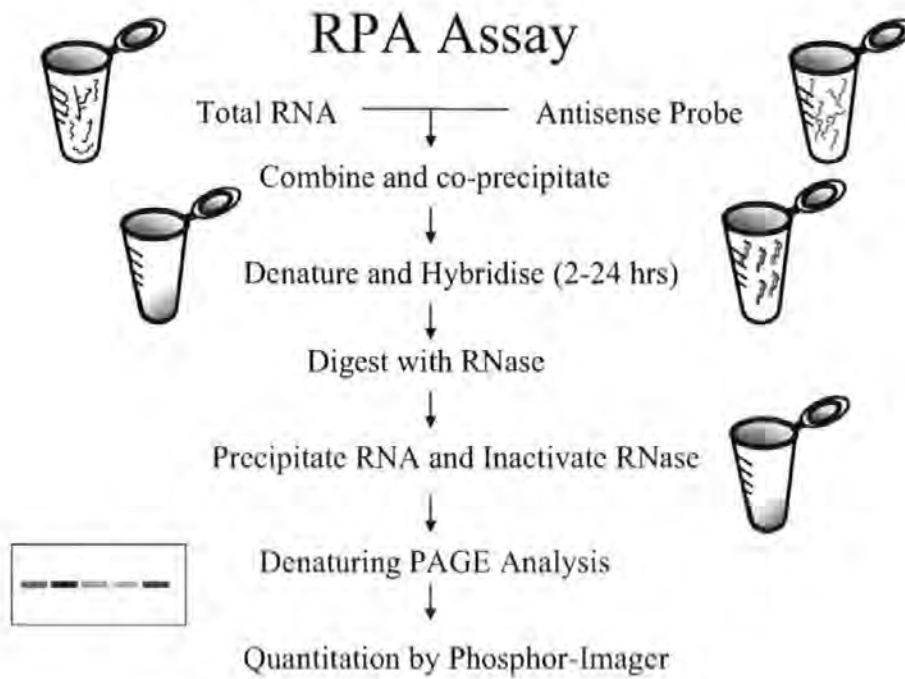 RPA Assay
Total RNA
Antisense Probe
Combine and co-precipitate
Denature and Hybridise (2-24 hrs)
Digest with RNase
Precipitate RNA and Inactivate RNase
Denaturing PAGE Analysis
Quantitation by Phosphor-Imager